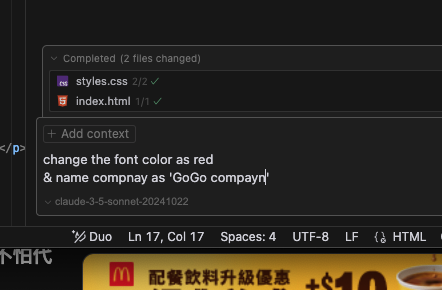 Completed (2 files changed)
styles.css 2/2
index.html 1/1
</p>
+ Add context
change the font color as red
& name compnay as 'GoGo compayn'
claude-3-5-sonnet-20241022
Duo Ln 17, Col 17 Spaces: 4 UTF-8 LF HTML
不怕代
配餐飲料升級優惠